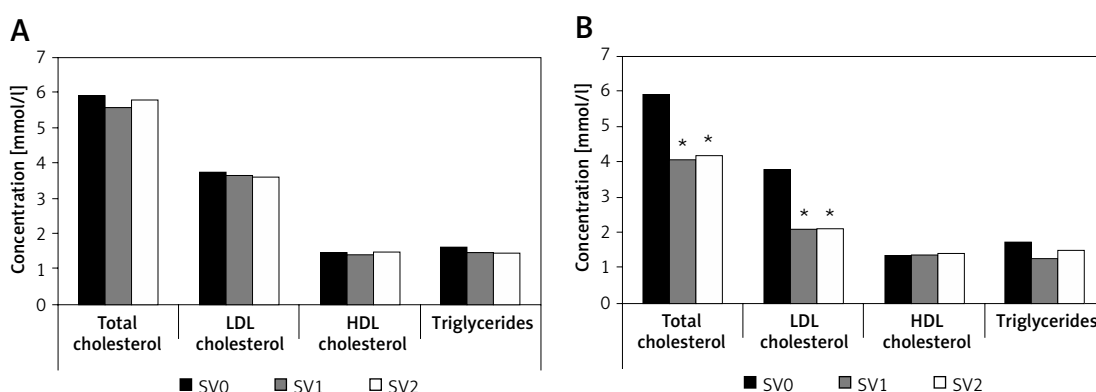 A
Concentration [mmol/l]
7
6
5
4
3
2
1
0
Total
cholesterol
LDL
cholesterol
HDL
cholesterol
Triglycerides
SV0 SV1 SV2
B
Concentration [mmol/l]
7
6
5
4
3
2
1
0
* *
* *
Total
cholesterol
LDL
cholesterol
HDL
cholesterol
Triglycerides
SV0 SV1 SV2